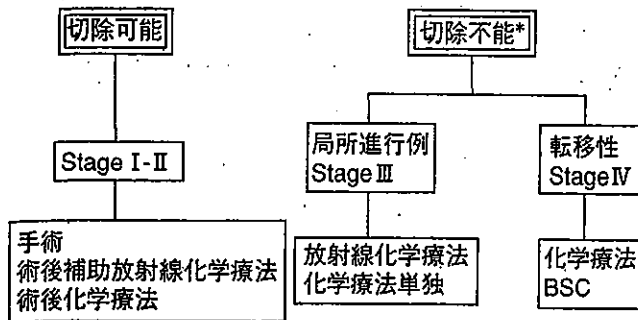 切除可能
切除不能*
Stage I-II
局所進行例
Stage III
転移性
Stage IV
手術
術後補助放射線化学療法
術後化学療法
放射線化学療法
化学療法単独
化学療法
BSC